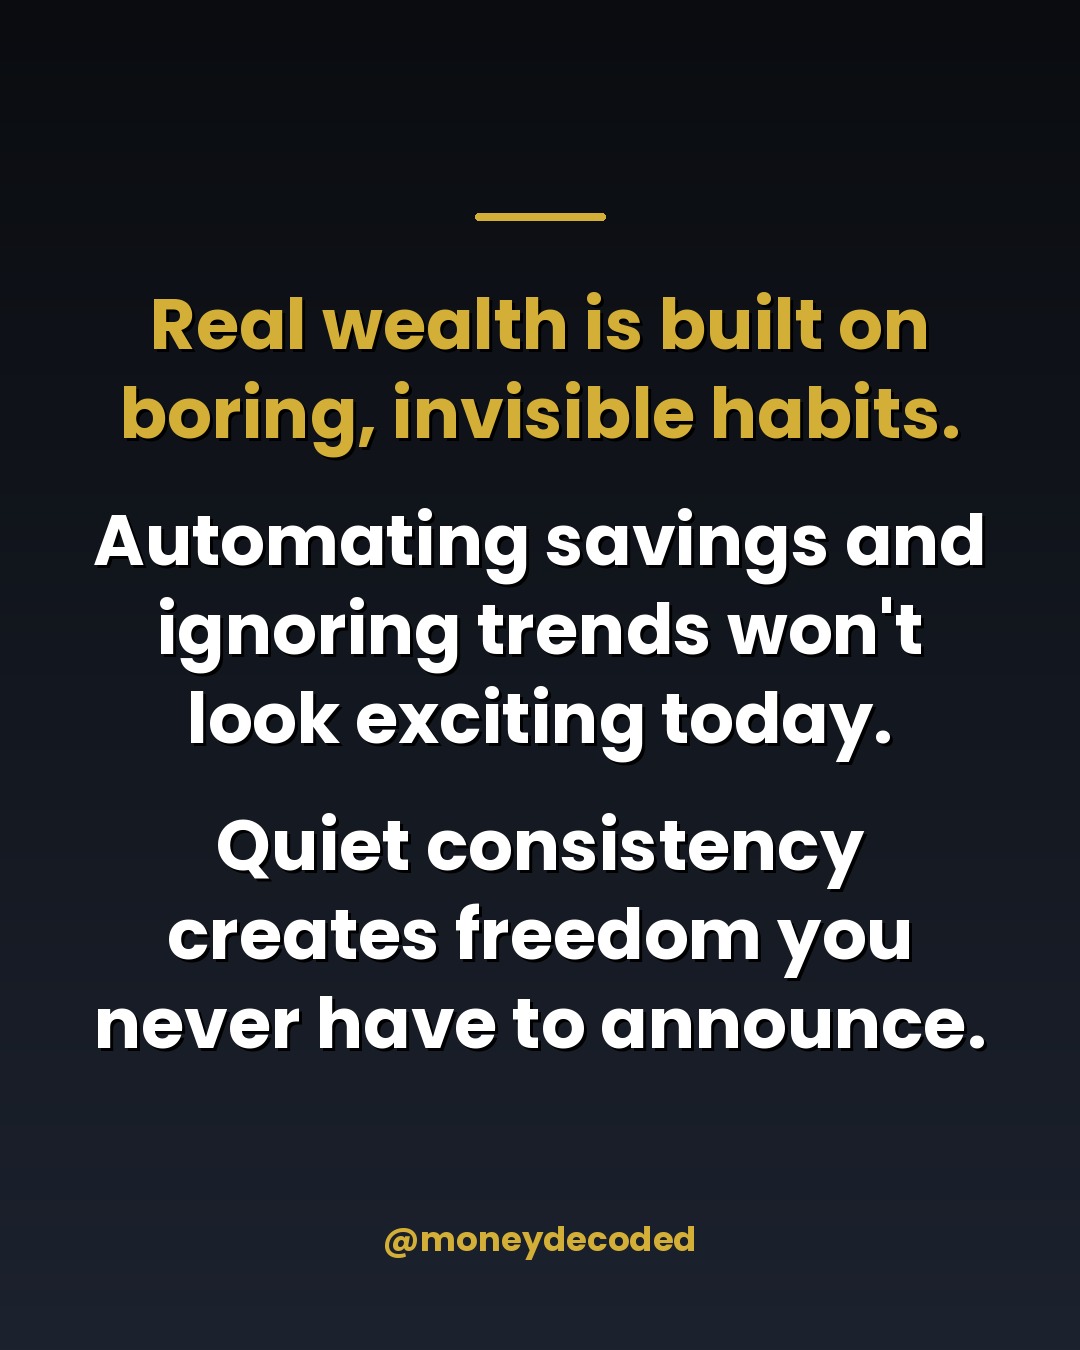 Real wealth is built on
boring, invisible habits.
Automating savings and
ignoring trends won't
look exciting today.
Quiet consistency
creates freedom you
never have to announce.
@moneydecoded